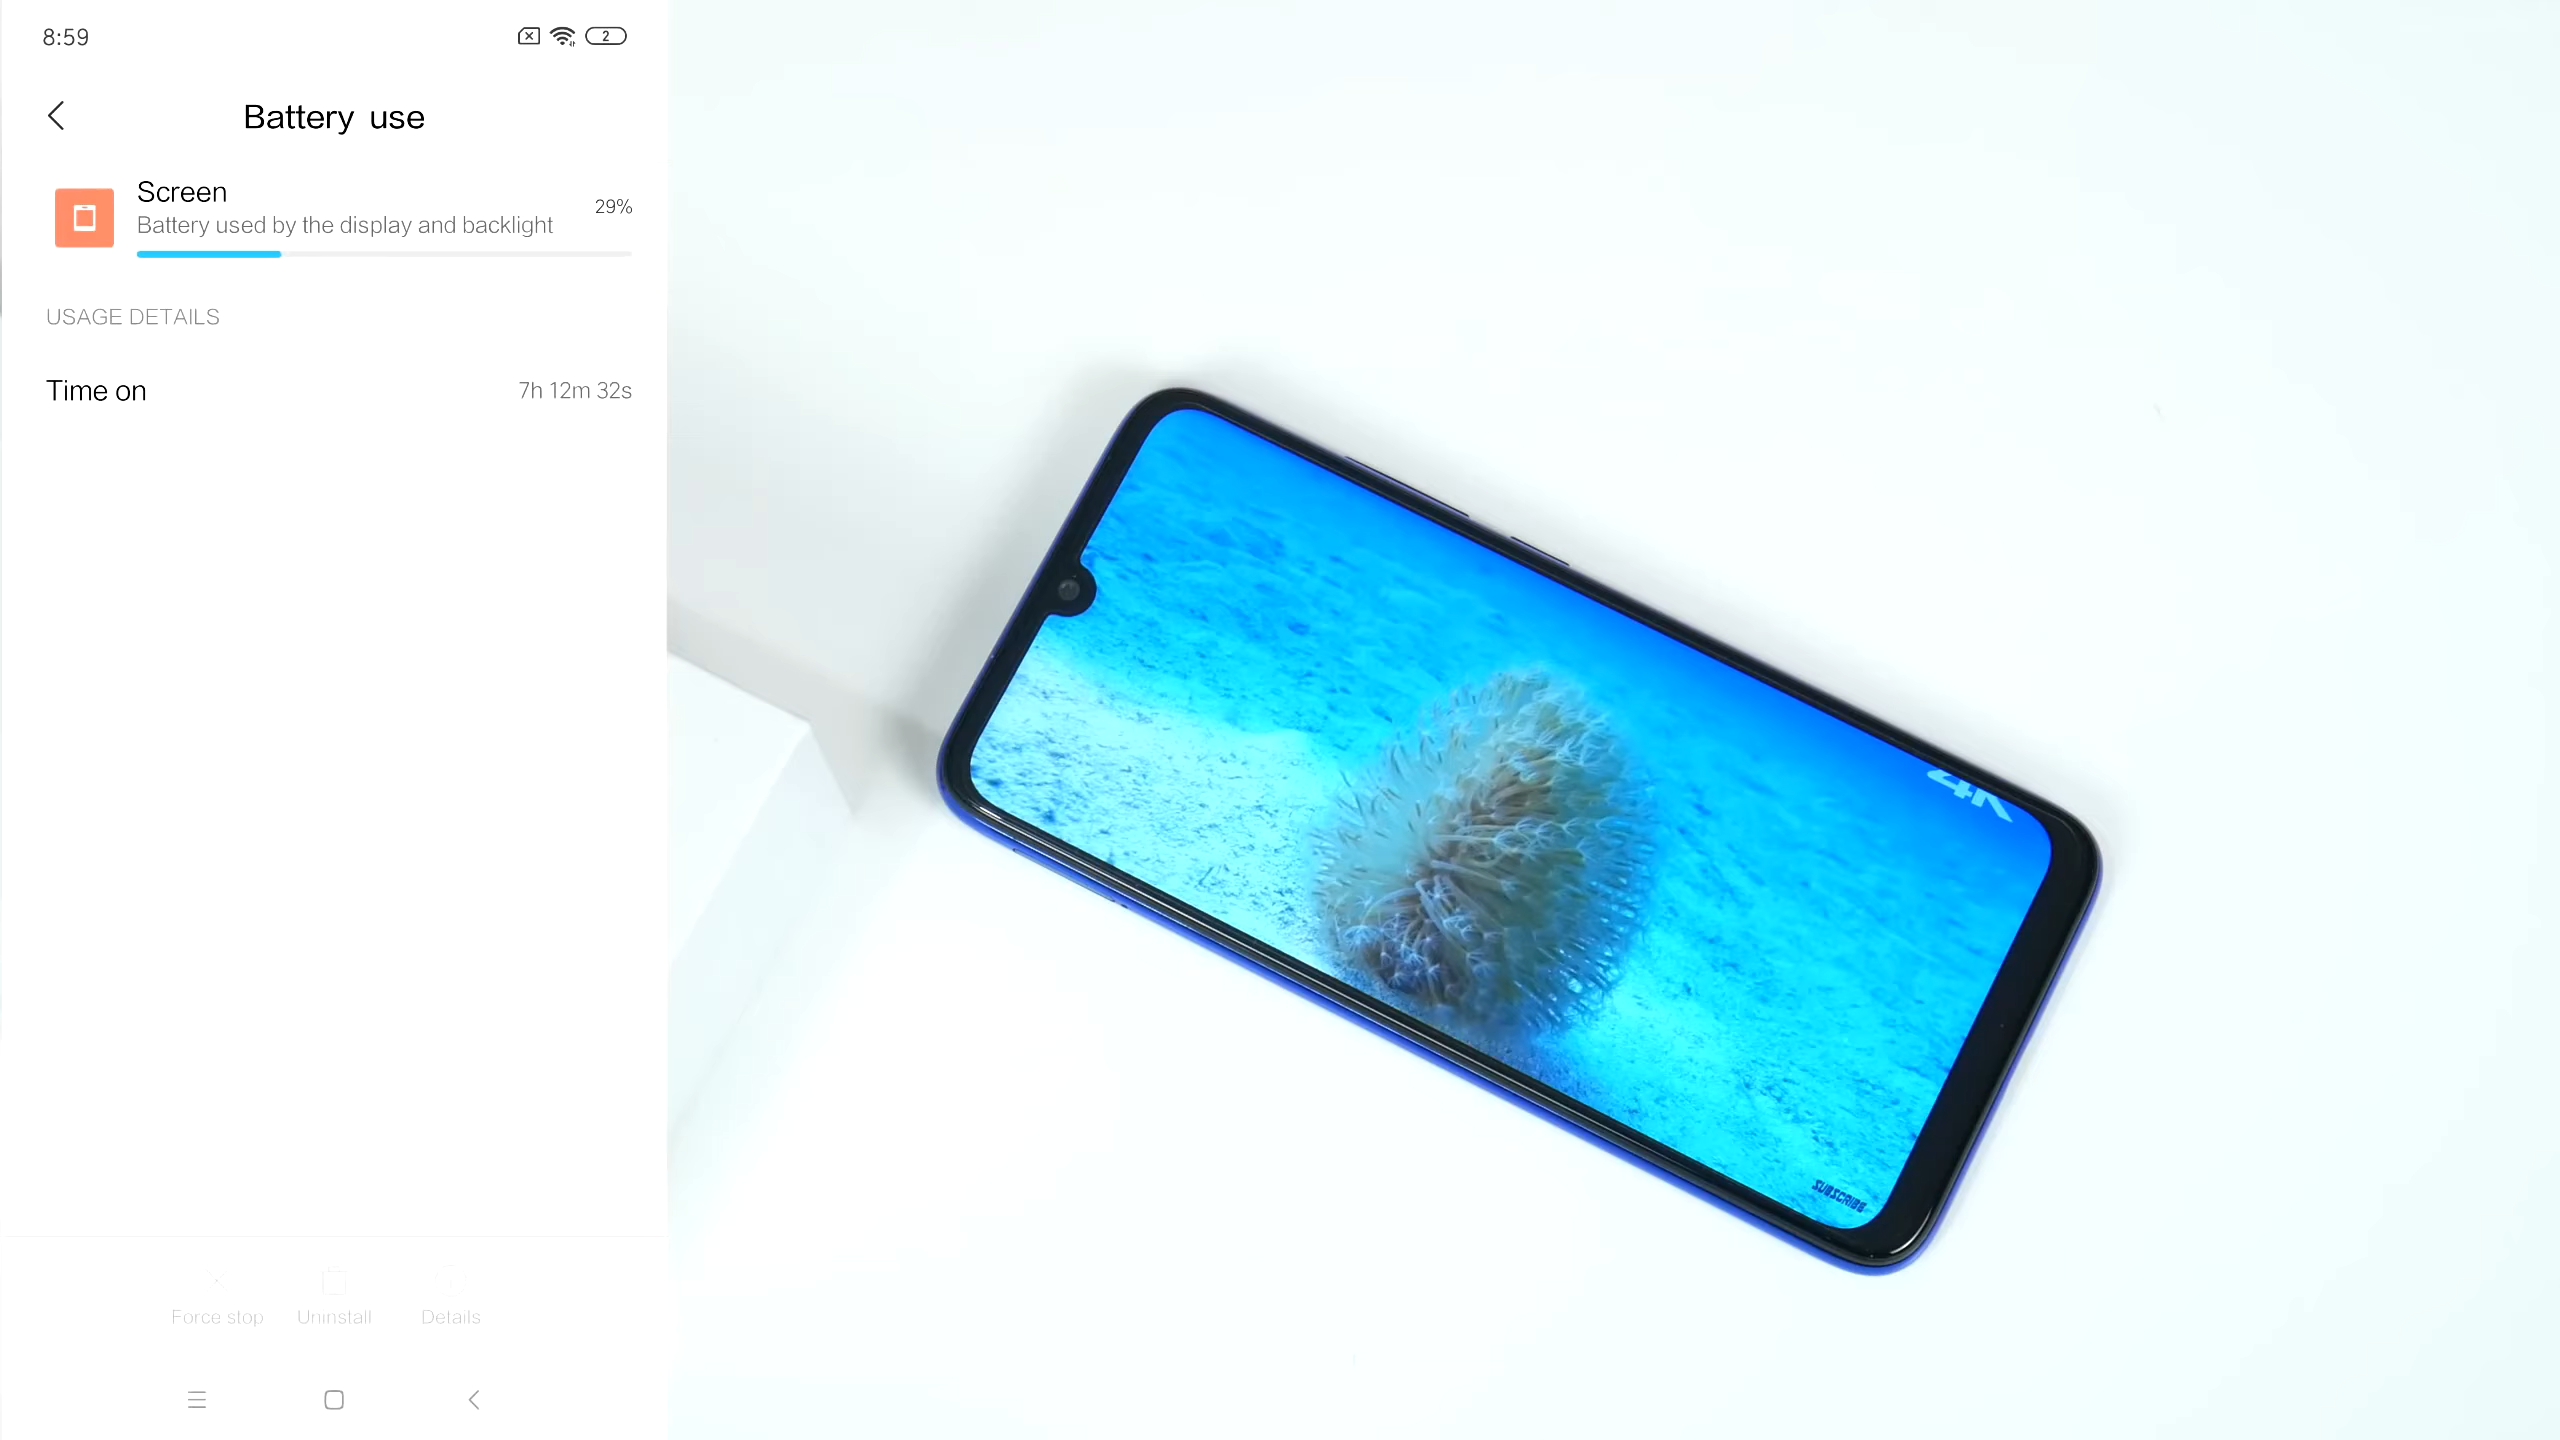 8:59
2
Battery use
Screen
29%
Battery used by the display and backlight
USAGE DETAILS
Time on
7h 12m 32s
Force stop
Uninstall
Details
4K
SUBSCRIBE